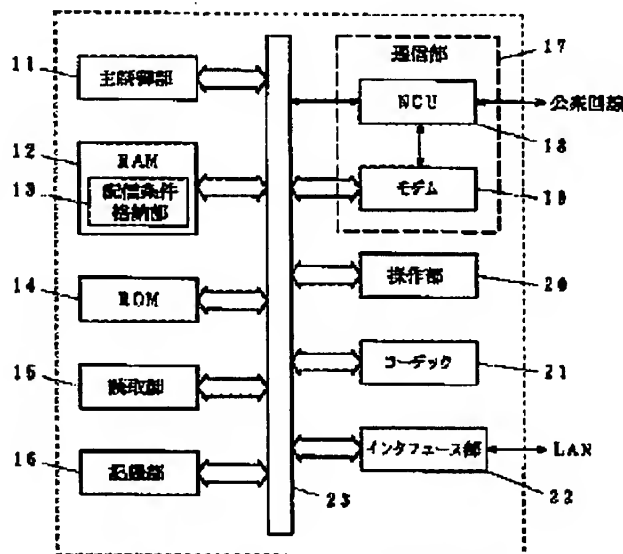 11
主制御部
12
RAM
13
配信条件
格納部
14
ROM
15
読取部
16
記録部
通信部
17
NCU
公衆回線
18
モデム
19
操作部
20
コーデック
21
インタフェース部
LAN
22
23